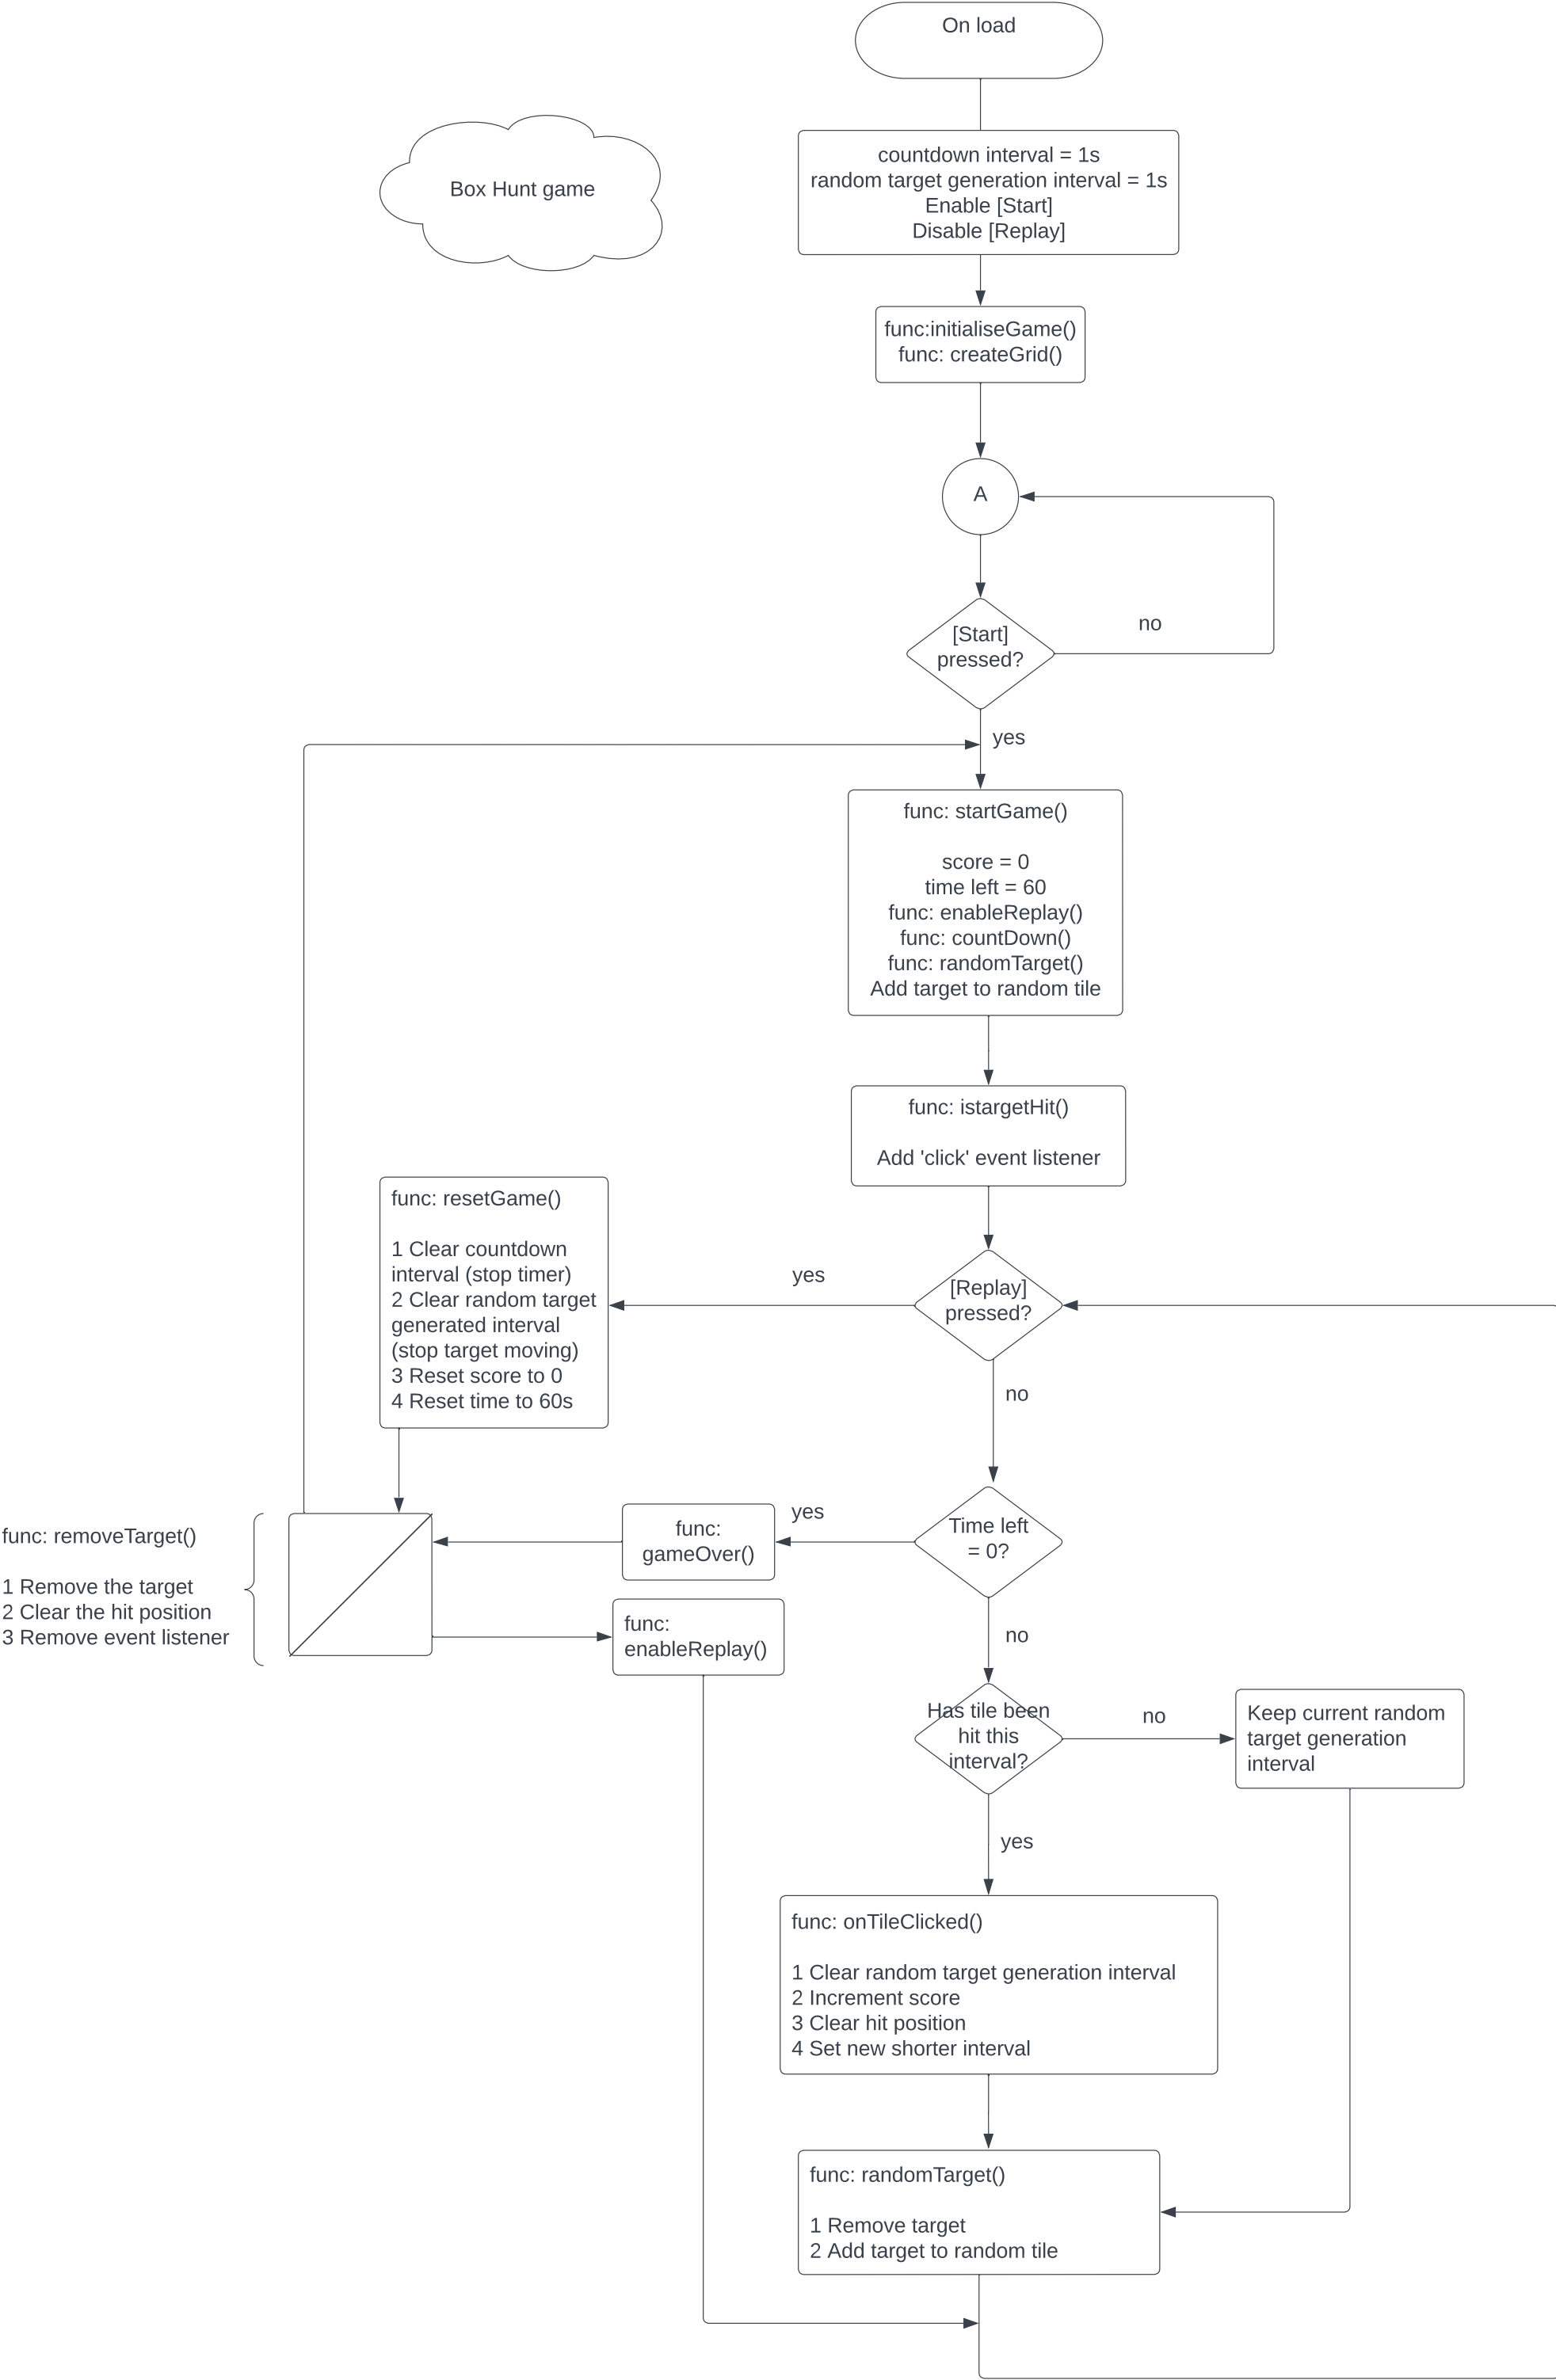 On load
Box Hunt game
countdown interval = 1s
random target generation interval = 1s
Enable [Start]
Disable [Replay]
func:initialiseGame()
func: createGrid()
A
[Start]
pressed?
no
yes
func: startGame()
score = 0
time left = 60
func: enableReplay()
func: countDown()
func: randomTarget()
Add target to random tile
func: istargetHit()
Add 'click' event listener
func: resetGame()
1 Clear countdown
interval (stop timer)
2 Clear random target
generated interval
(stop target moving)
3 Reset score to 0
4 Reset time to 60s
yes
[Replay]
pressed?
no
func: removeTarget()
1 Remove the target
2 Clear the hit position
3 Remove event listener
func:
gameOver()
yes
Time left
= 0?
func:
enableReplay()
no
Has tile been
hit this
interval?
no
Keep current random
target generation
interval
yes
func: onTileClicked()
1 Clear random target generation interval
2 Increment score
3 Clear hit position
4 Set new shorter interval
func: randomTarget()
1 Remove target
2 Add target to random tile